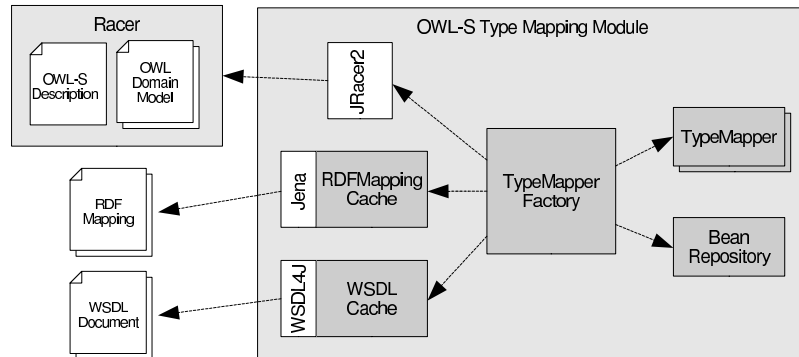 Racer
OWL-S
Description
OWL
Domain
Model
OWL-S Type Mapping Module
JRacer2
Jena
RDFMapping
Cache
RDF
Mapping
TypeMapper
Factory
TypeMapper
Bean
Repository
WSDL4J
WSDL
Cache
WSDL
Document